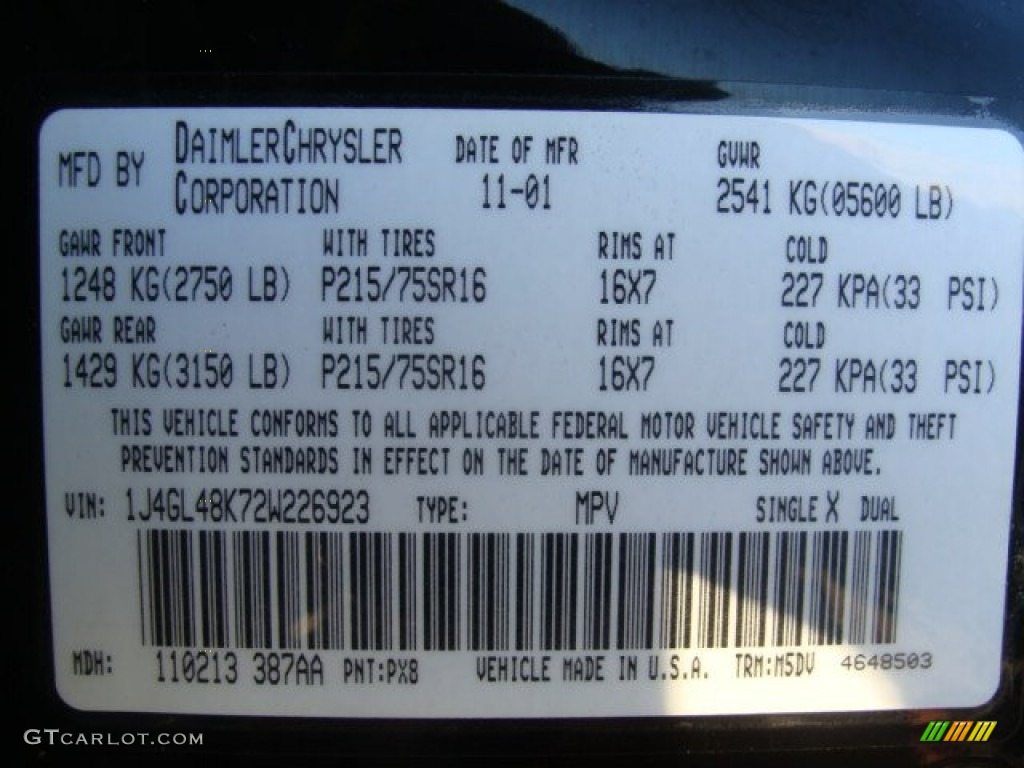 MFD BY DAIMLERCHRYSLER CORPORATION DATE OF MFR 11-01 GVWR 2541 KG(05600 LB)
GAWR FRONT WITH TIRES RIMS AT COLD
1248 KG(2750 LB) P215/75SR16 16X7 227 KPA(33 PSI)
GAWR REAR WITH TIRES RIMS AT COLD
1429 KG(3150 LB) P215/75SR16 16X7 227 KPA(33 PSI)
THIS VEHICLE CONFORMS TO ALL APPLICABLE FEDERAL MOTOR VEHICLE SAFETY AND THEFT
PREVENTION STANDARDS IN EFFECT ON THE DATE OF MANUFACTURE SHOWN ABOVE.
VIN: 1J4GL48K72W226923 TYPE: MPV SINGLE X DUAL
MDH: 110213 387AA PNT:PX8 VEHICLE MADE IN U.S.A. TRM:M5DV 4648503
GTCARLOT.COM